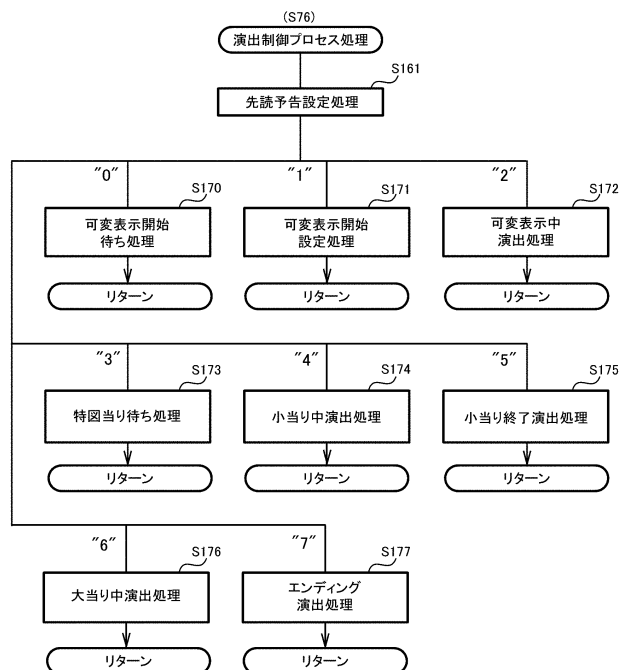 (S76)
演出制御プロセス処理
S161
先読予告設定処理
"0"
"1"
"2"
S170
S171
S172
可変表示開始
待ち処理
可変表示開始
設定処理
可変表示中
演出処理
リターン
リターン
リターン
"3"
"4"
"5"
S173
S174
S175
特図当り待ち処理
小当り中演出処理
小当り終了演出処理
リターン
リターン
リターン
"6"
"7"
S176
S177
大当り中演出処理
エンディング
演出処理
リターン
リターン